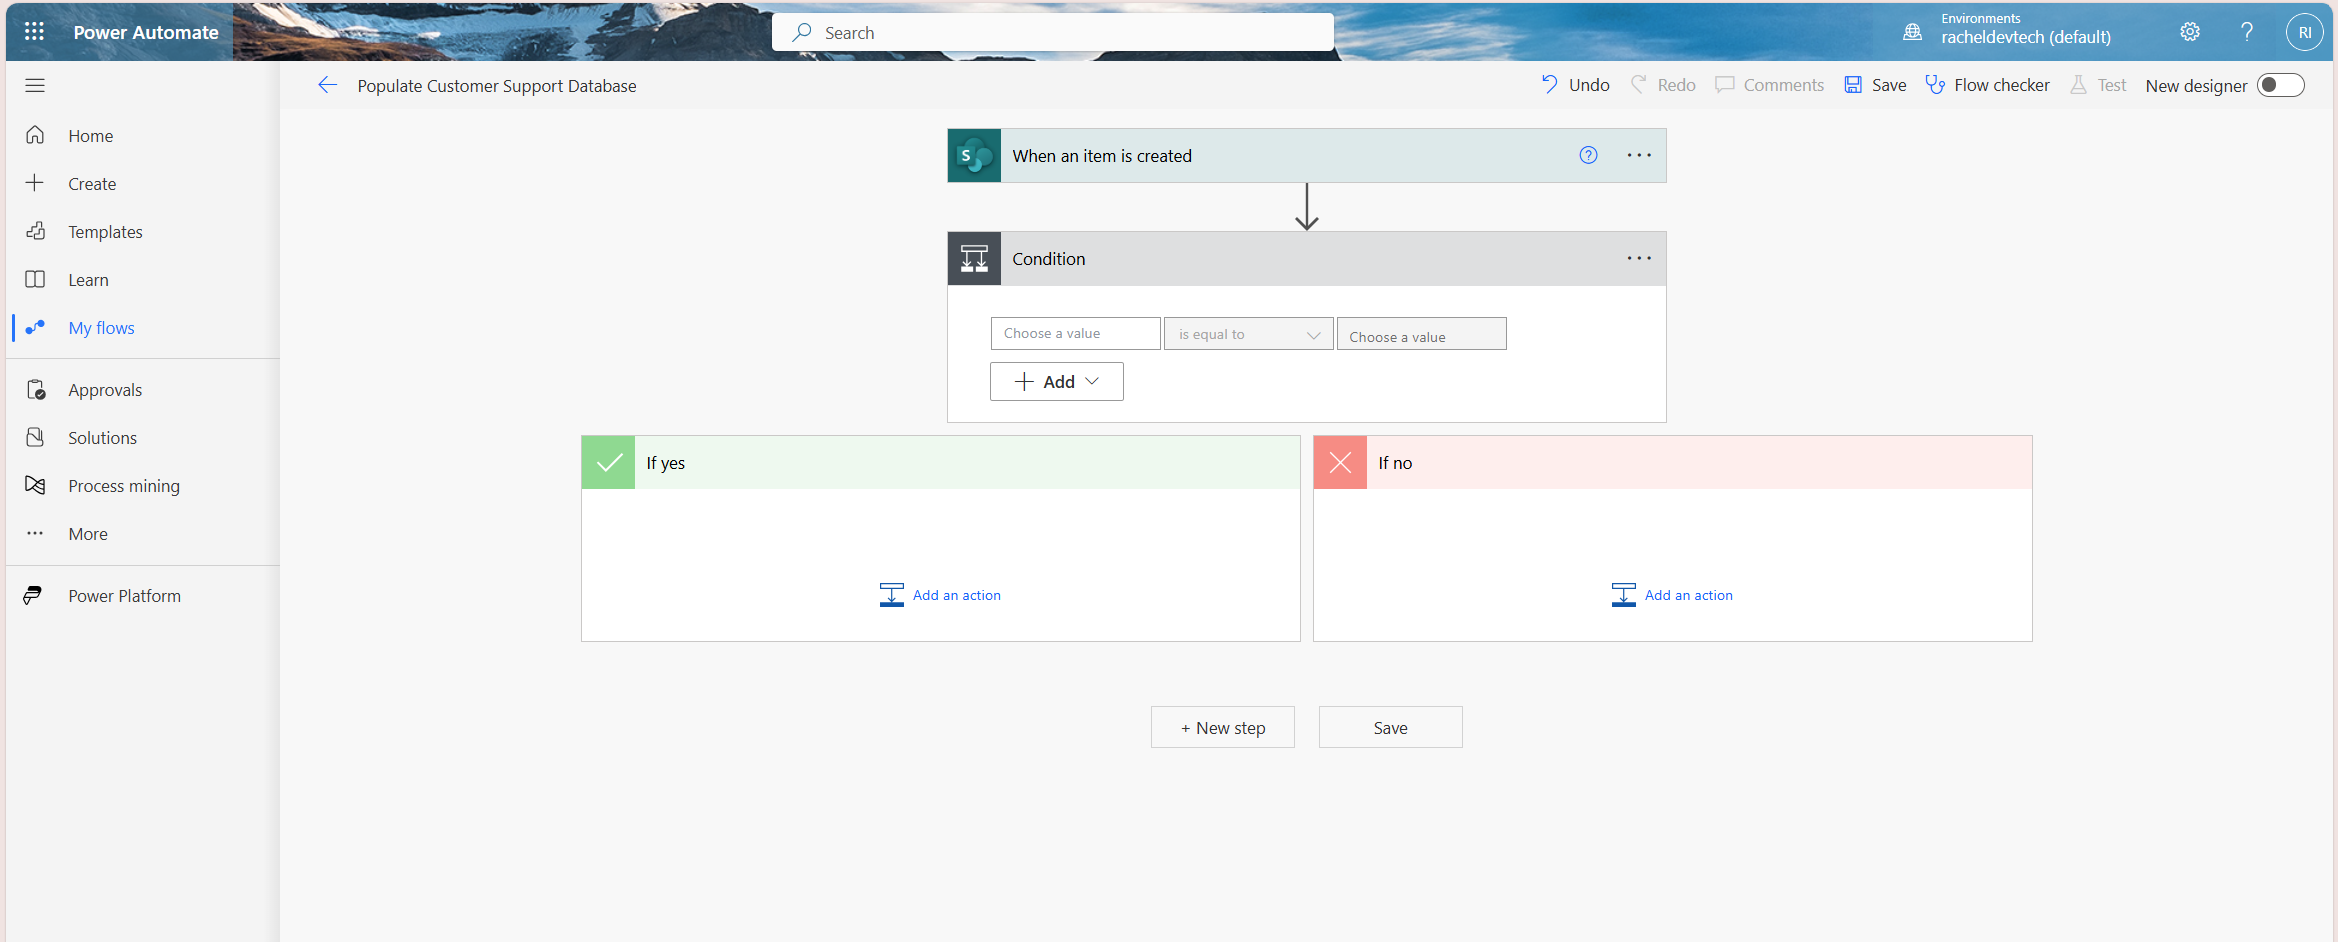 Power Automate
Search
Environments
racheldevtech (default)
?
RI
Populate Customer Support Database
Undo
Redo
Comments
Save
Flow checker
Test
New designer
Home
Create
Templates
Learn
My flows
Approvals
Solutions
Process mining
More
Power Platform
S
When an item is created
?
Condition
Choose a value
is equal to
Choose a value
Add
If yes
If no
Add an action
Add an action
+ New step
Save